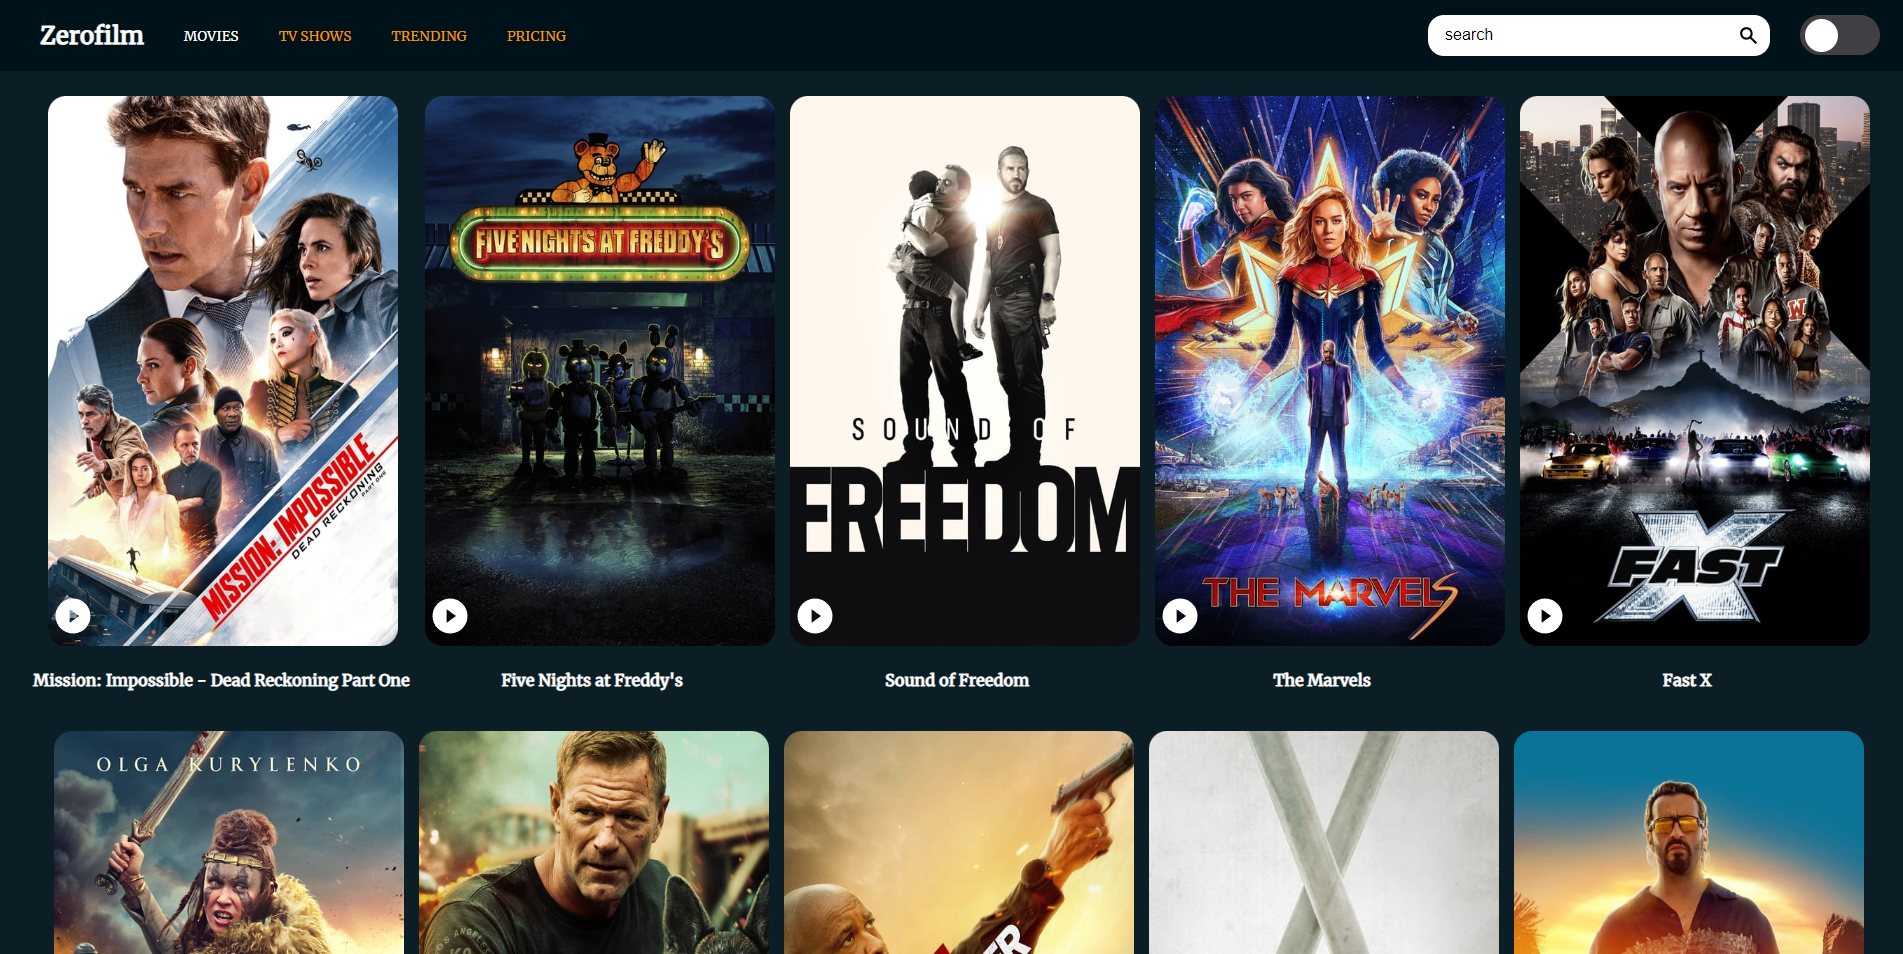 Zerofilm
MOVIES
TV SHOWS
TRENDING
PRICING
search
MISSION: IMPOSSIBLE
DEAD RECKONING
PART ONE
FIVE NIGHTS AT FREDDY'S
SOUND OF
FREEDOM
THE MARVELS
W
FAST X
Mission: Impossible - Dead Reckoning Part One
Five Nights at Freddy's
Sound of Freedom
The Marvels
Fast X
OLGA KURYLENKO